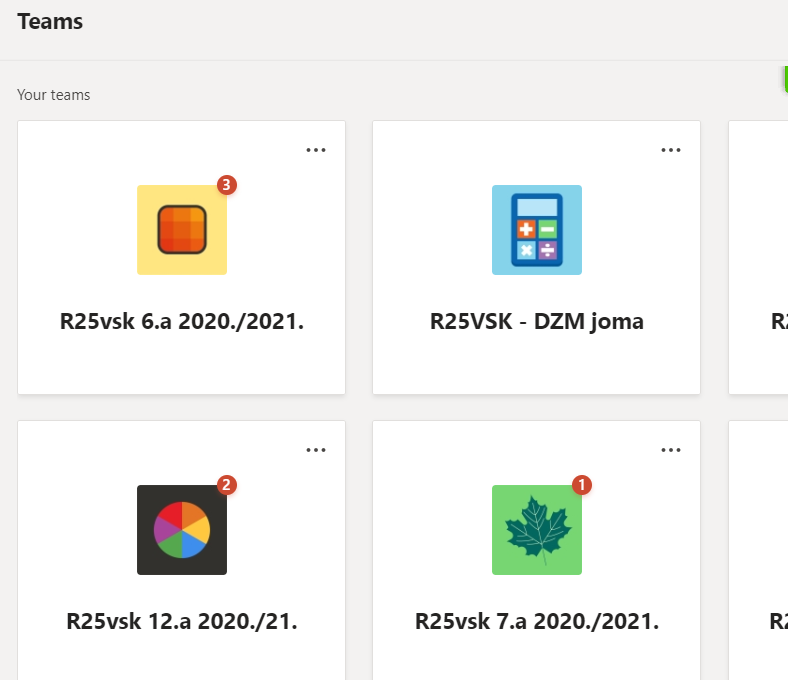 Teams
Your teams
3
R25vsk 6.a 2020./2021.
R25VSK - DZM joma
2
R25vsk 12.a 2020./21.
1
R25vsk 7.a 2020./2021.